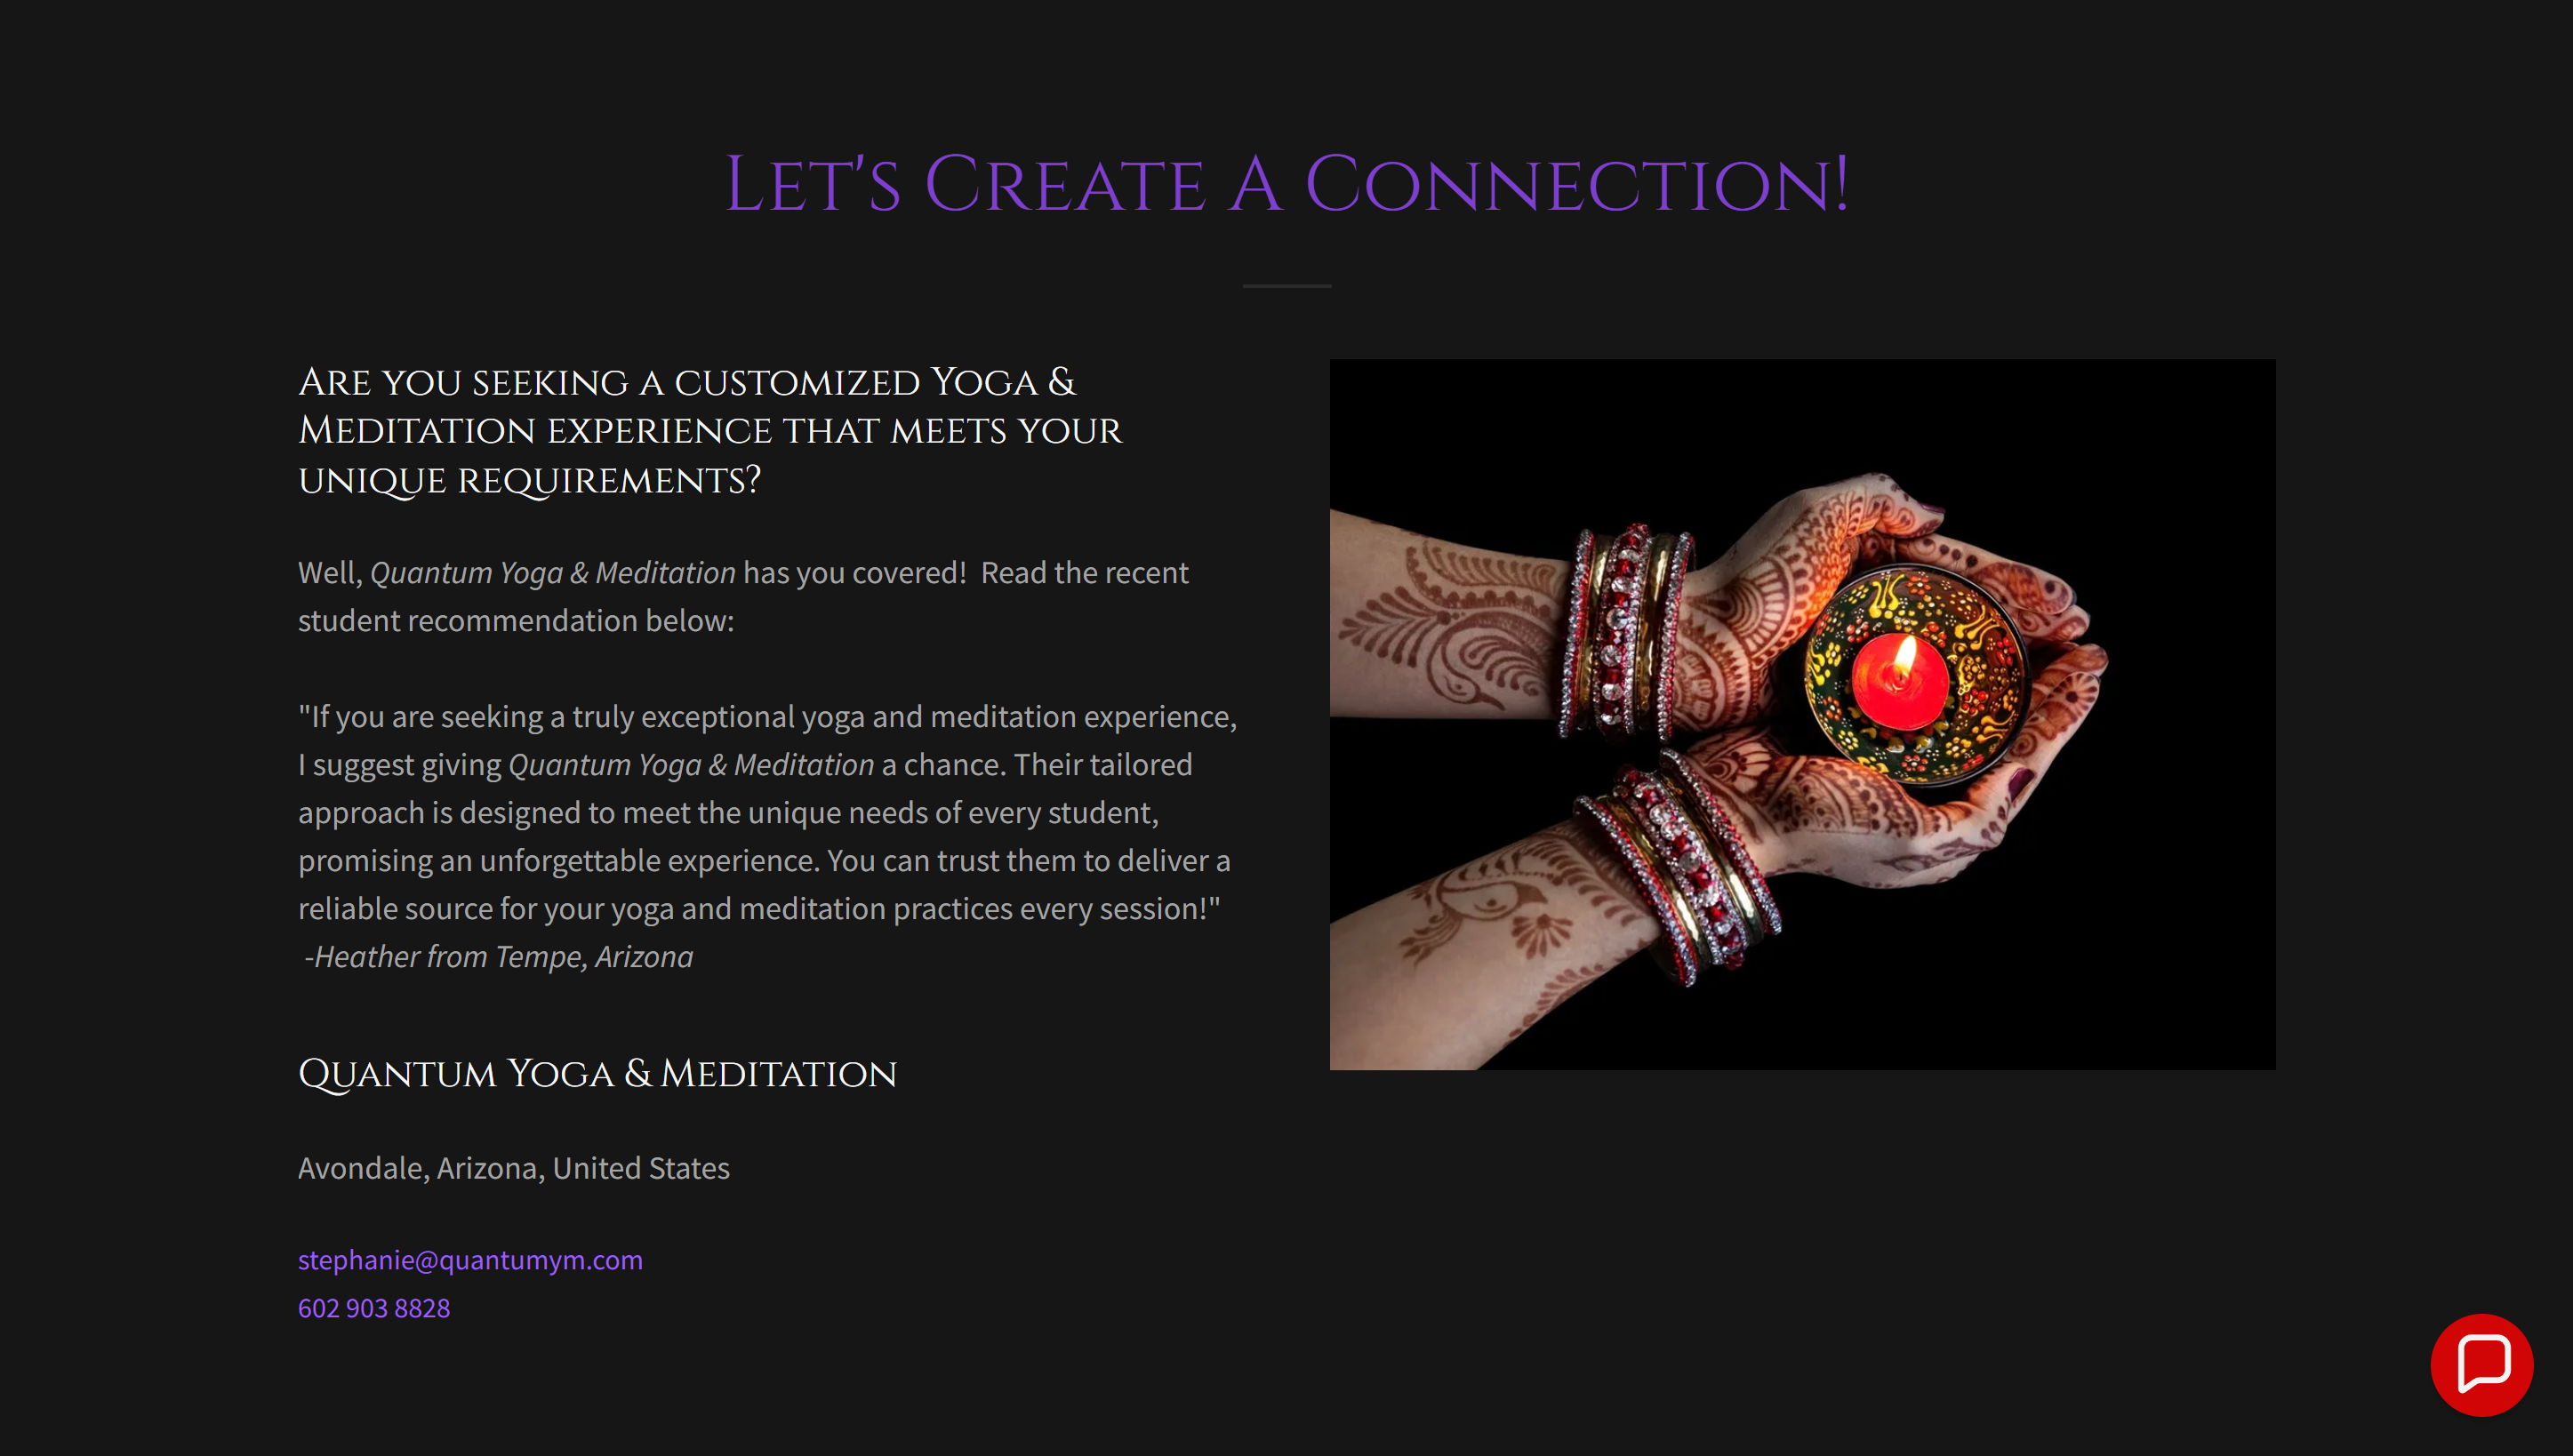 Let's Create A Connection!
Are you seeking a customized Yoga &
Meditation experience that meets your
unique requirements?
Well, Quantum Yoga & Meditation has you covered!  Read the recent
student recommendation below:
"If you are seeking a truly exceptional yoga and meditation experience,
I suggest giving Quantum Yoga & Meditation a chance. Their tailored
approach is designed to meet the unique needs of every student,
promising an unforgettable experience. You can trust them to deliver a
reliable source for your yoga and meditation practices every session!"
-Heather from Tempe, Arizona
Quantum Yoga & Meditation
Avondale, Arizona, United States
stephanie@quantumym.com
602 903 8828